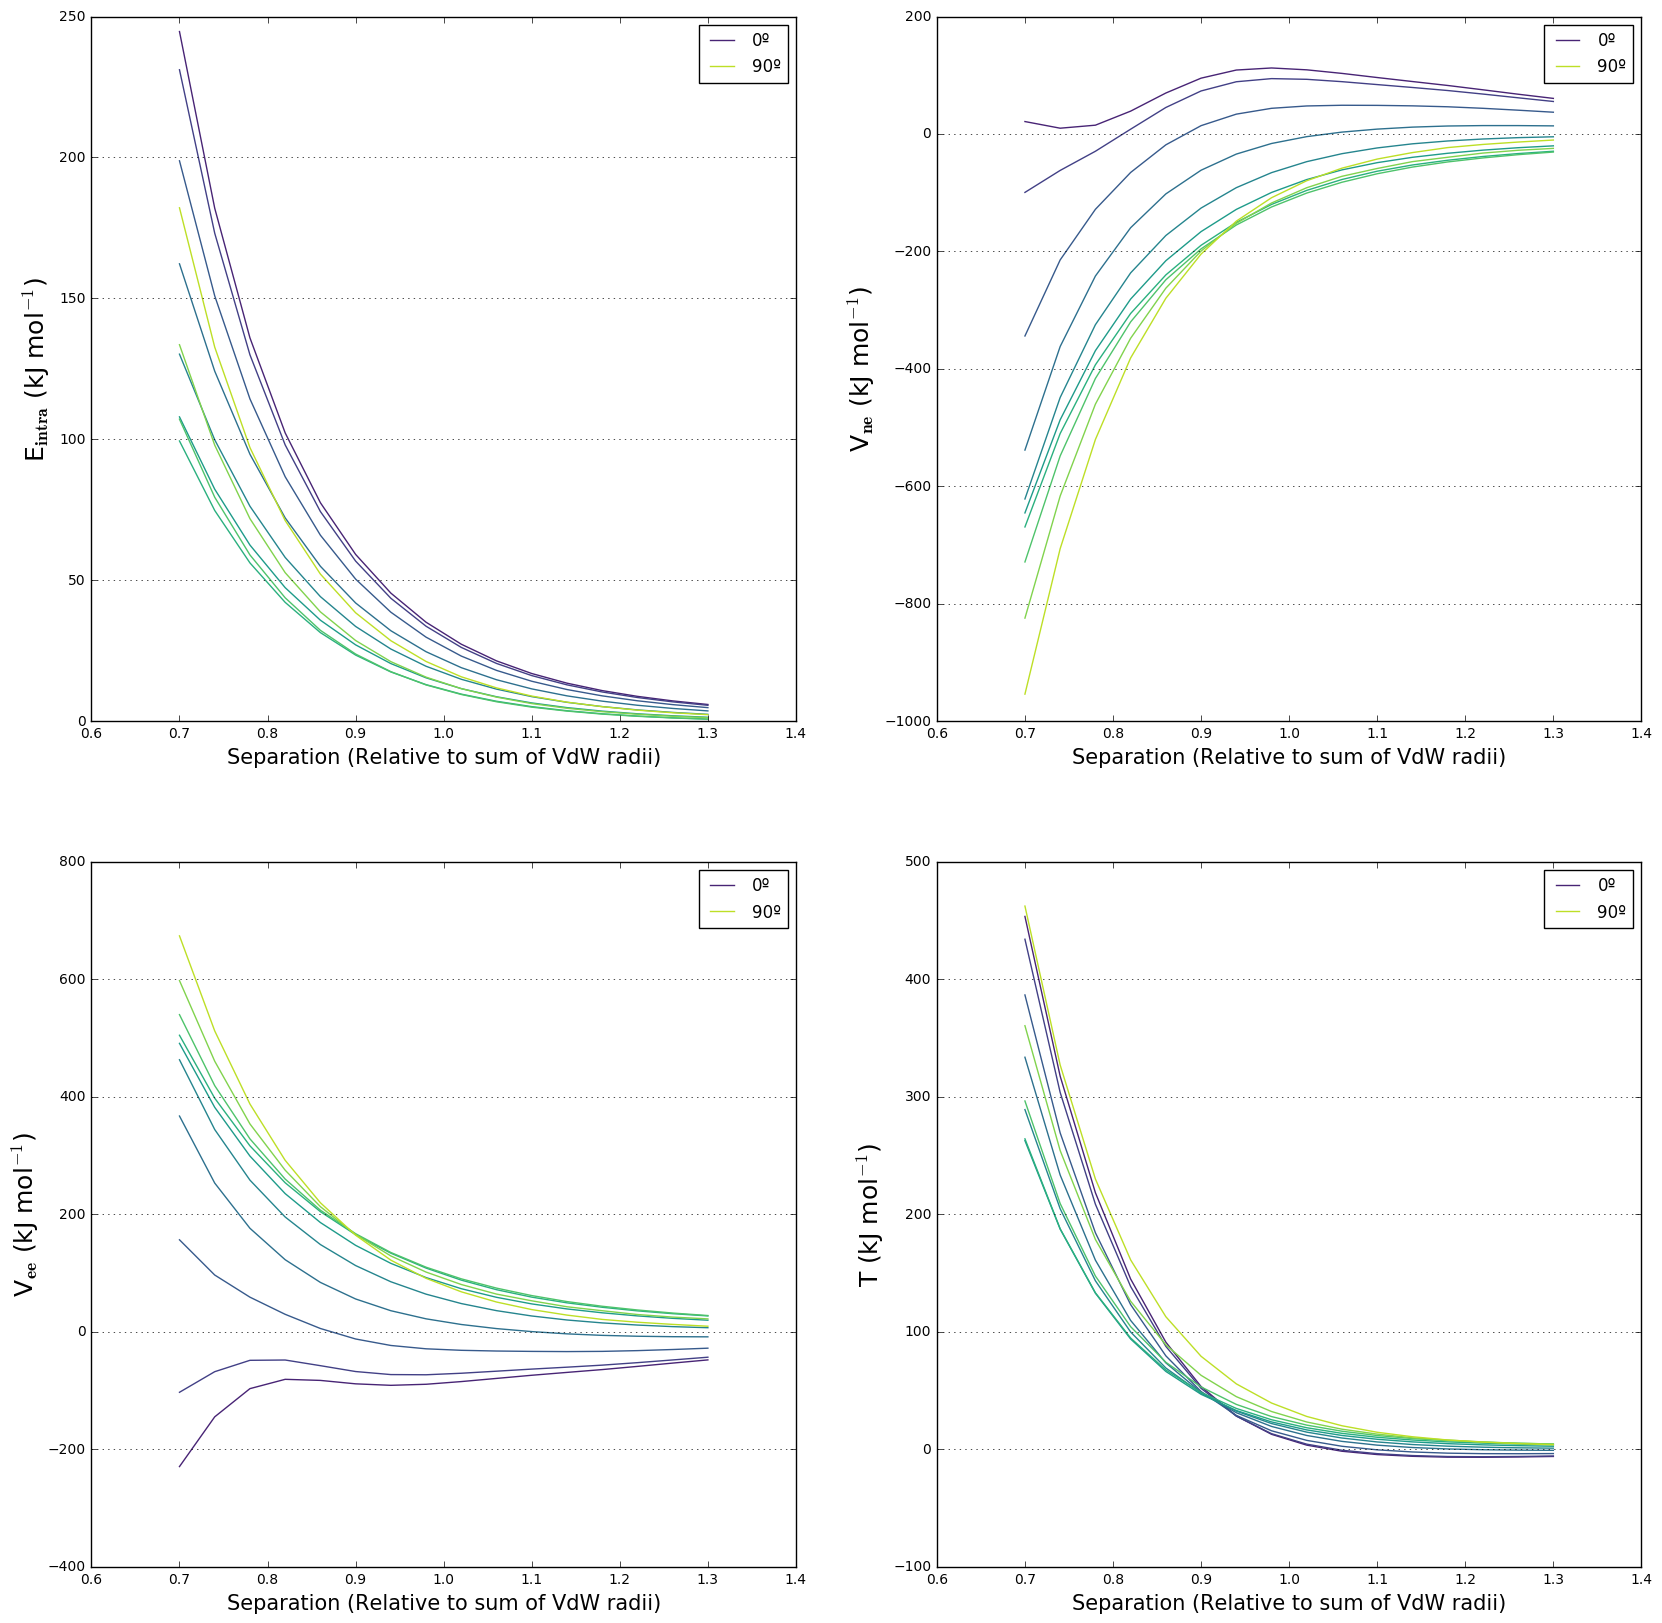 250
200
150
100
50
0
0.6 0.7 0.8 0.9 1.0 1.1 1.2 1.3 1.4
Separation (Relative to sum of VdW radii)
E_intra (kJ mol⁻¹)
0º
90º
200
0
−200
−400
−600
−800
−1000
0.6 0.7 0.8 0.9 1.0 1.1 1.2 1.3 1.4
Separation (Relative to sum of VdW radii)
V_ne (kJ mol⁻¹)
0º
90º
800
600
400
200
0
−200
−400
0.6 0.7 0.8 0.9 1.0 1.1 1.2 1.3 1.4
Separation (Relative to sum of VdW radii)
V_ee (kJ mol⁻¹)
0º
90º
500
400
300
200
100
0
−100
0.6 0.7 0.8 0.9 1.0 1.1 1.2 1.3 1.4
Separation (Relative to sum of VdW radii)
T (kJ mol⁻¹)
0º
90º